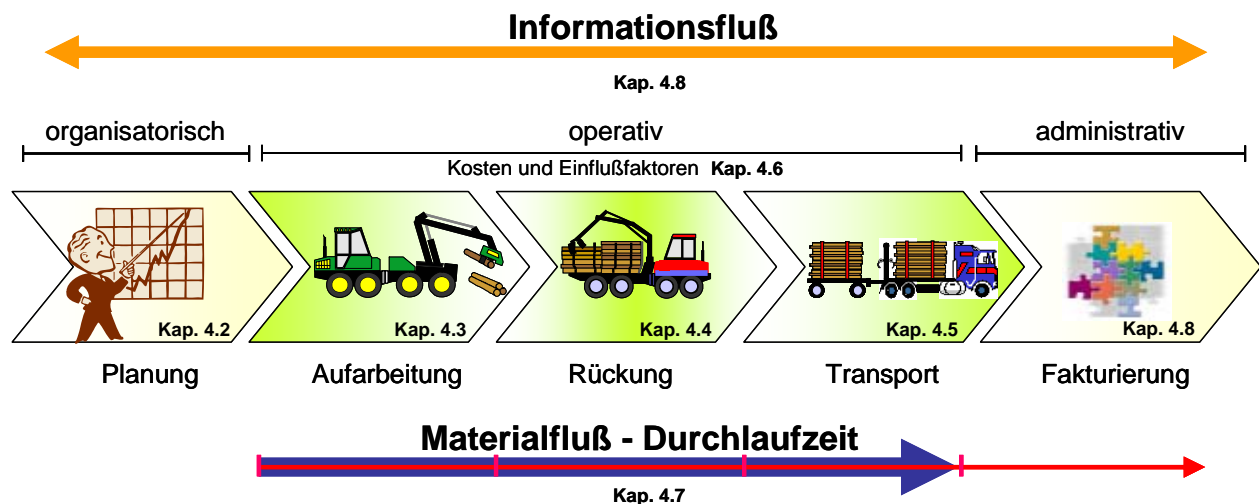 Informationsfluß
Kap. 4.8
organisatorisch
operativ
administrativ
Kosten und Einflußfaktoren Kap. 4.6
Kap. 4.2
Kap. 4.3
Kap. 4.4
Kap. 4.5
Kap. 4.8
Planung
Aufarbeitung
Rückung
Transport
Fakturierung
Materialfluß - Durchlaufzeit
Kap. 4.7